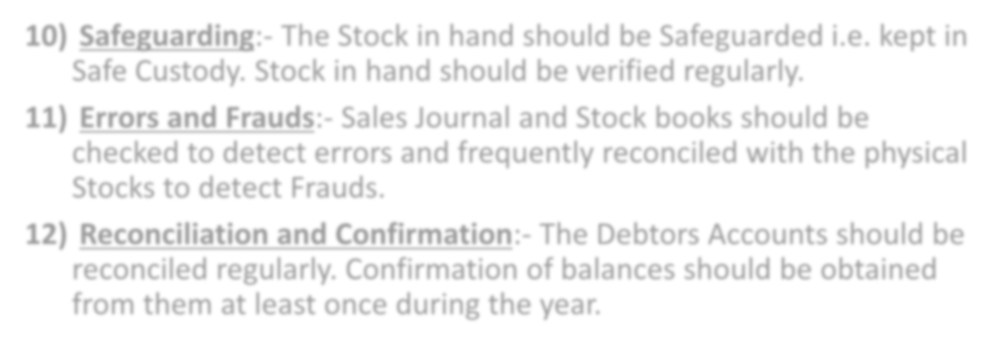 10) Safeguarding:- The Stock in hand should be Safeguarded i.e. kept in
Safe Custody. Stock in hand should be verified regularly.
11) Errors and Frauds:- Sales Journal and Stock books should be
checked to detect errors and frequently reconciled with the physical
Stocks to detect Frauds.
12) Reconciliation and Confirmation:- The Debtors Accounts should be
reconciled regularly. Confirmation of balances should be obtained
from them at least once during the year.